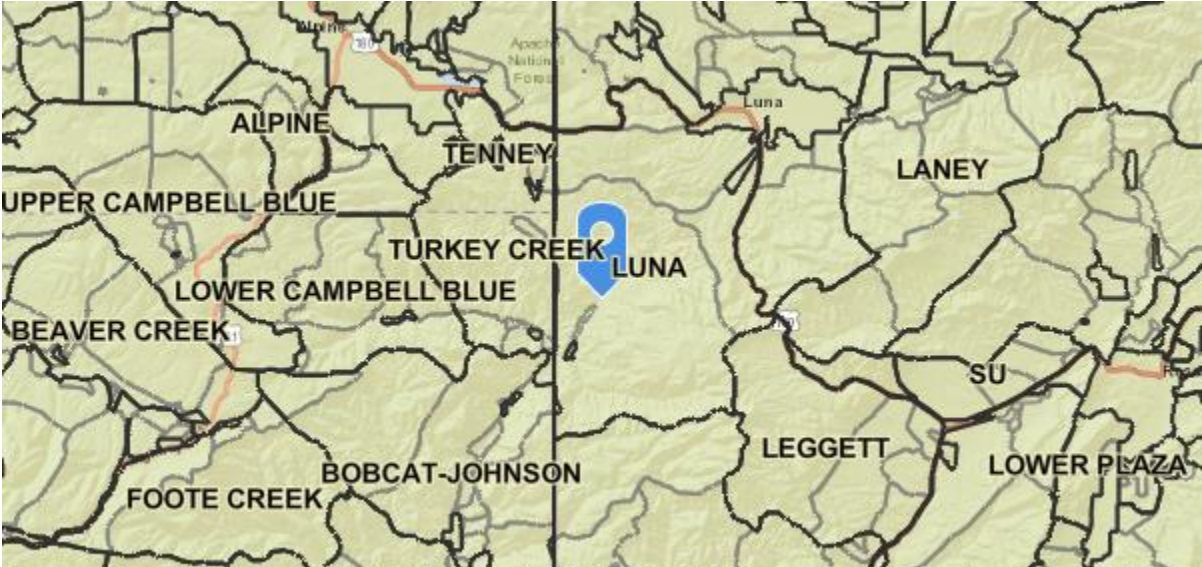 Alpine
180
Apache
National
Forest
Luna
ALPINE
TENNEY
LANEY
UPPER CAMPBELL BLUE
TURKEY CREEK
LUNA
LOWER CAMPBELL BLUE
BEAVER CREEK
SU
LEGGETT
BOBCAT-JOHNSON
LOWER PLAZA
FOOTE CREEK